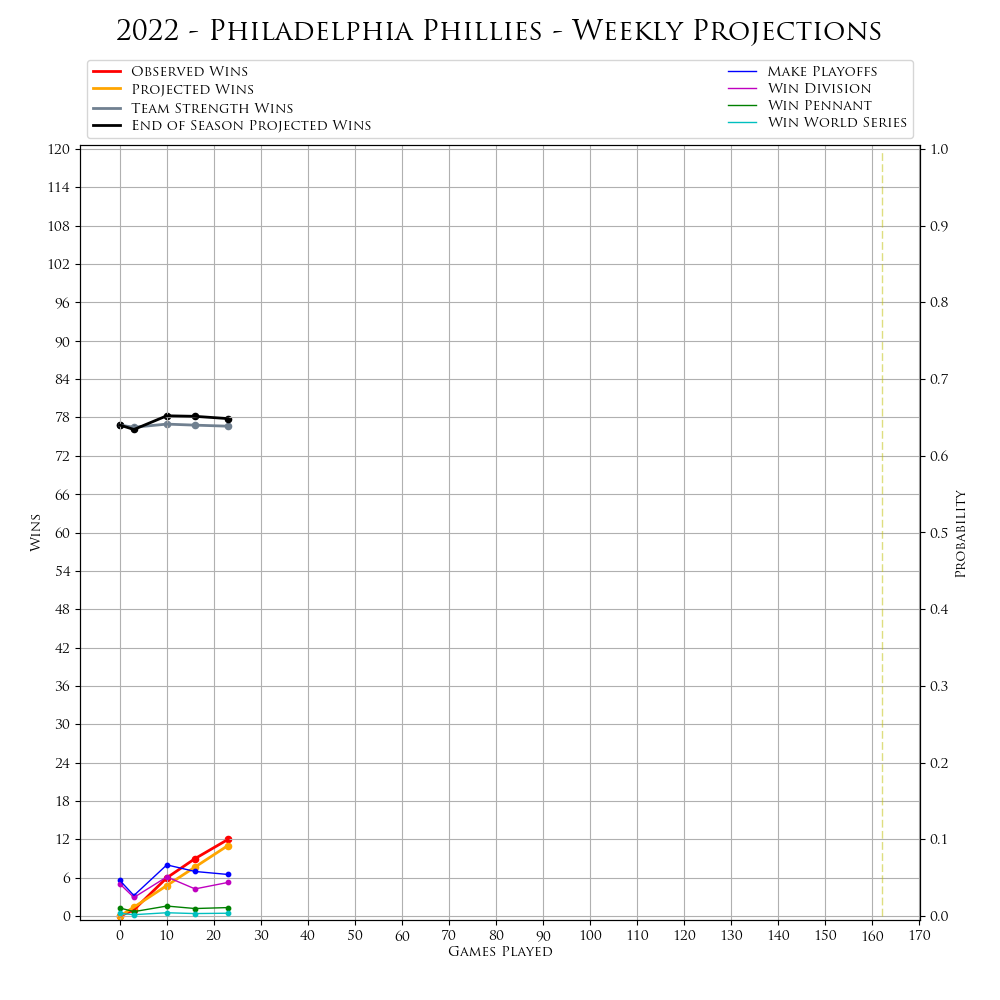 2022 - Philadelphia Phillies - Weekly Projections
Observed Wins
Projected Wins
Team Strength Wins
End of Season Projected Wins
Make Playoffs
Win Division
Win Pennant
Win World Series
120
114
108
102
96
90
84
78
72
66
60
54
48
42
36
30
24
18
12
6
0
Wins
1.0
0.9
0.8
0.7
0.6
0.5
0.4
0.3
0.2
0.1
0.0
Probability
0 10 20 30 40 50 60 70 80 90 100 110 120 130 140 150 160 170
Games Played